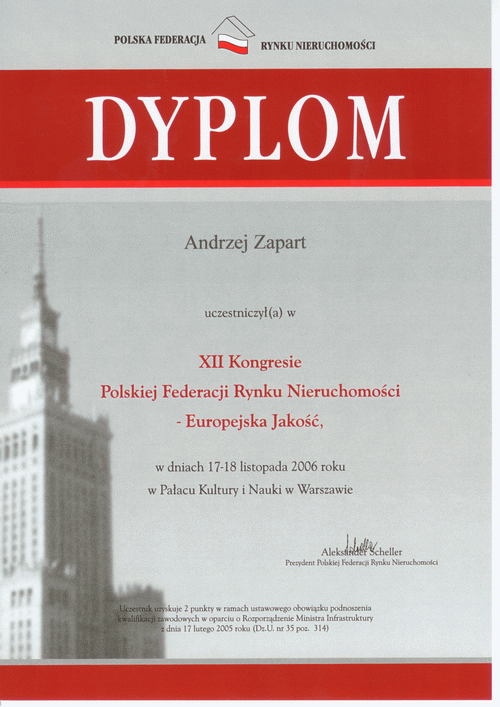 POLSKA FEDERACJA RYNKU NIERUCHOMOŚCI
DYPLOM
Andrzej Zapart
uczestniczył(a) w
XII Kongresie
Polskiej Federacji Rynku Nieruchomości
- Europejska Jakość,
w dniach 17-18 listopada 2006 roku
w Pałacu Kultury i Nauki w Warszawie
Aleksander Scheller
Prezydent Polskiej Federacji Rynku Nieruchomości
Uczestnik uzyskuje 2 punkty w ramach ustawowego obowiązku podnoszenia
kwalifikacji zawodowych w oparciu o Rozporządzenie Ministra Infrastruktury
z dnia 17 lutego 2005 roku (Dz.U. nr 35 poz. 314)